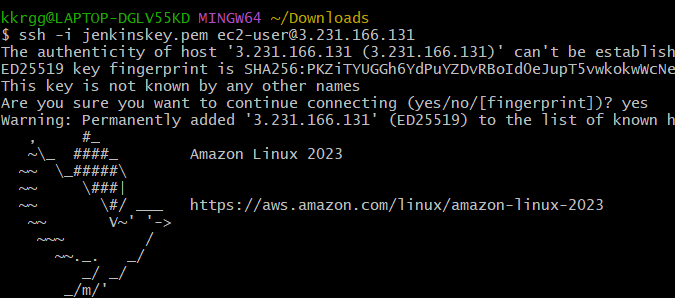 kkrgg@LAPTOP-DGLV55KD MINGW64 ~/Downloads
$ ssh -i jenkinskey.pem ec2-user@3.231.166.131
The authenticity of host '3.231.166.131 (3.231.166.131)' can't be establish
ED25519 key fingerprint is SHA256:PKZiTYUGGh6YdPuYZDvRBoId0eJupT5vwkokwWcNe
This key is not known by any other names
Are you sure you want to continue connecting (yes/no/[fingerprint])? yes
Warning: Permanently added '3.231.166.131' (ED25519) to the list of known h
   ,     #_
   ~\_  ####_        Amazon Linux 2023
  ~~  \_#####\
  ~~     \###|
  ~~       \#/ ___   https://aws.amazon.com/linux/amazon-linux-2023
   ~~       V~' '->
    ~~~         /
      ~~._.   _/
         _/ _/
       _/m/'